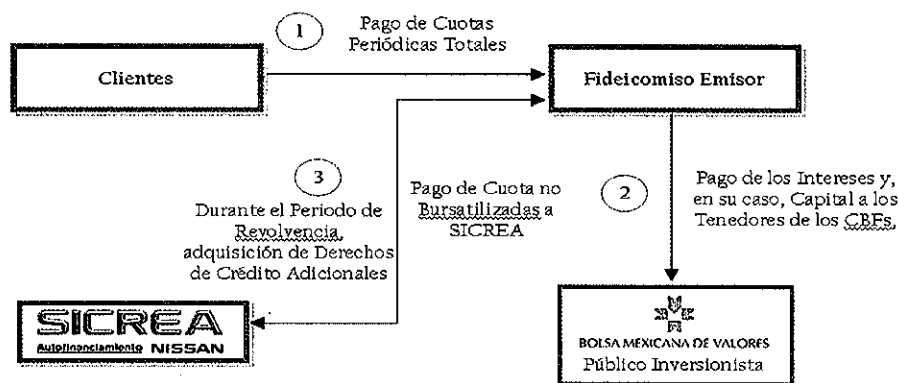 1
Pago de Cuotas
Periódicas Totales
Clientes
Fideicomiso Emisor
3
Durante el Periodo de
Revolvencia,
adquisición de Derechos
de Crédito Adicionales
Pago de Cuota no
Bursatilizadas a
SICREA
2
Pago de los Intereses y,
en su caso, Capital a los
Tenedores de los CBFs,
SICREA
Autofinanciamiento NISSAN
BOLSA MEXICANA DE VALORES
Público Inversionista